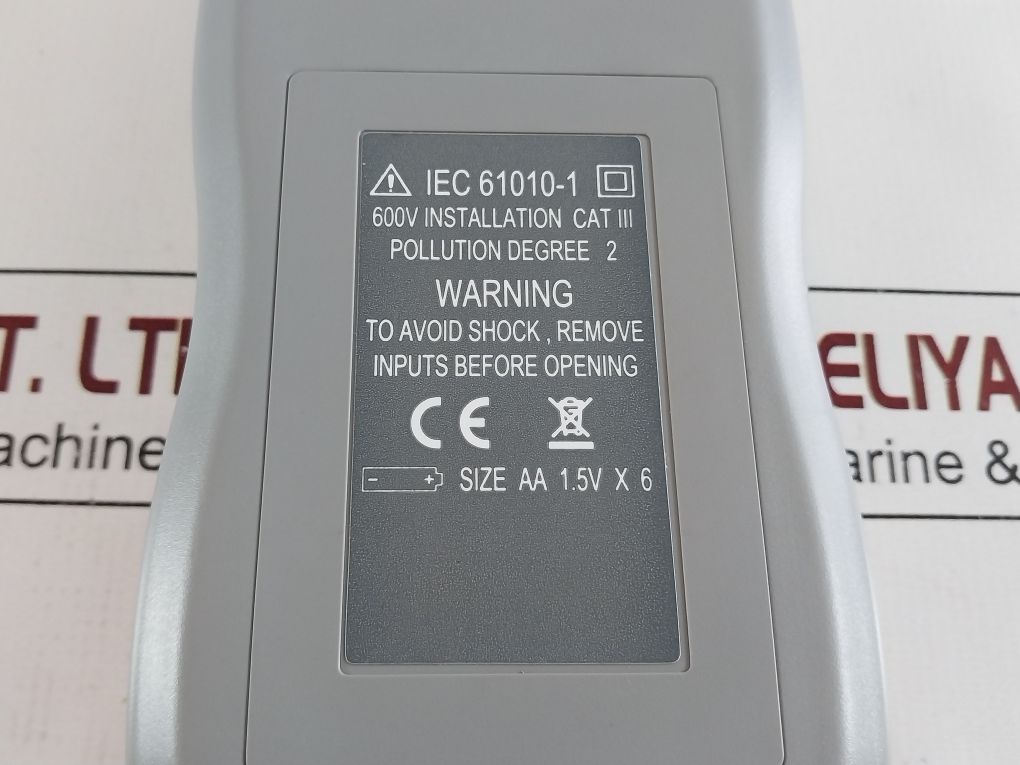 IEC 61010-1
600V INSTALLATION CAT III
POLLUTION DEGREE 2
WARNING
TO AVOID SHOCK , REMOVE
INPUTS BEFORE OPENING
CE
- + SIZE AA 1.5V X 6
T. LT
achine
ELIYA
arine &